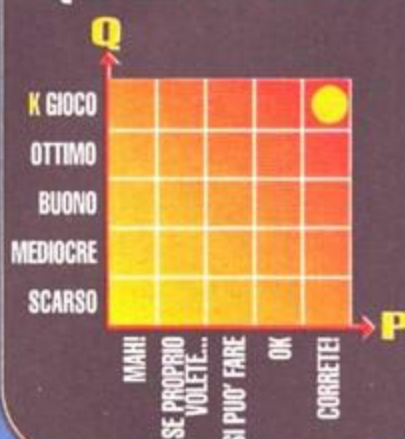 Q
K GIOCO
OTTIMO
BUONO
MEDIOCRE
SCARSO
P
MAH!
SE PROPRIO
VOLETE...
SI PUO' FARE
OK
CORRETE!